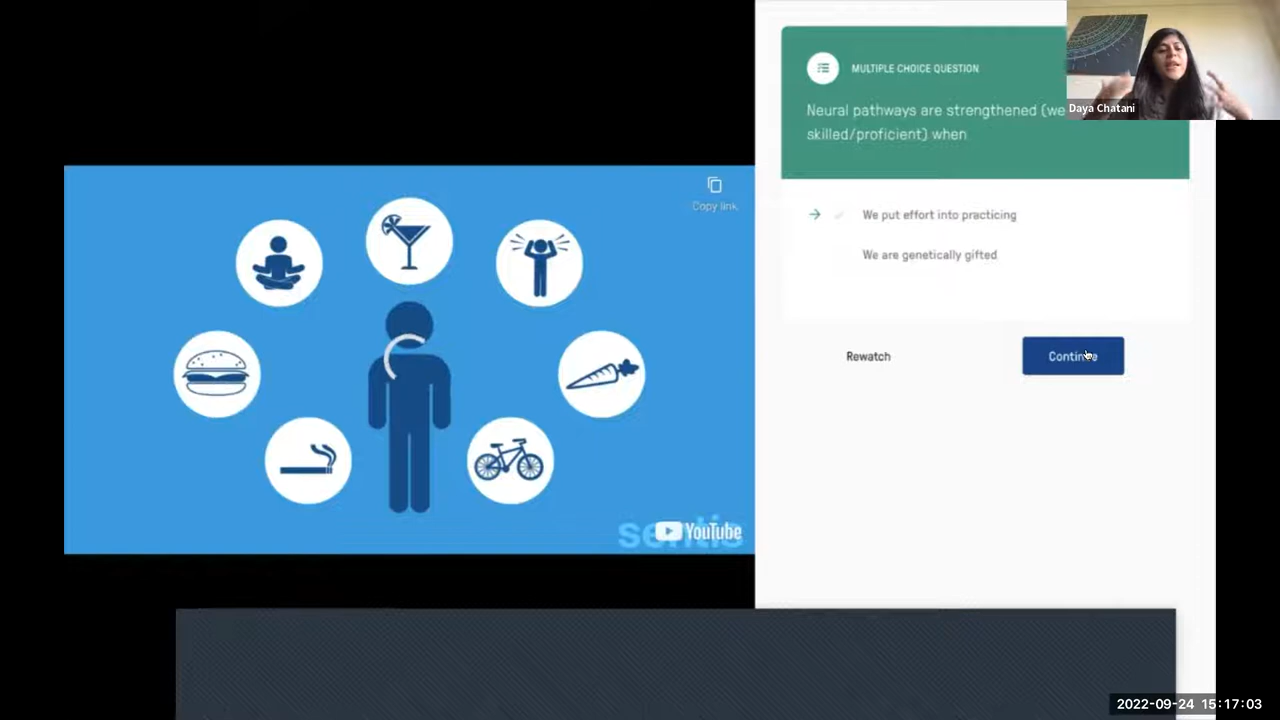 MULTIPLE CHOICE QUESTION
Neural pathways are strengthened (we
skilled/proficient) when
Daya Chatani
Copy link
We put effort into practicing
We are genetically gifted
Rewatch
Continue
sentis
YouTube
2022-09-24 15:17:03